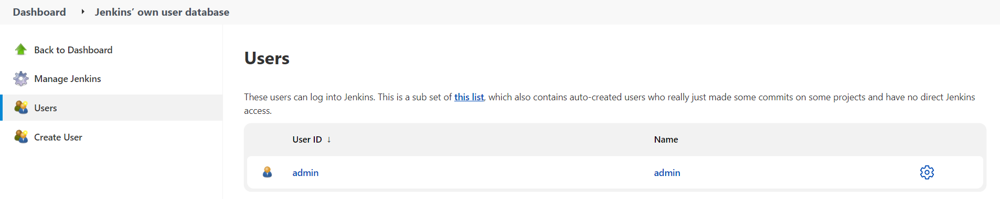 Dashboard Jenkins’ own user database
Back to Dashboard
Manage Jenkins
Users
Create User
Users
These users can log into Jenkins. This is a sub set of this list, which also contains auto-created users who really just made some commits on some projects and have no direct Jenkins
access.
User ID ↓ Name
admin admin